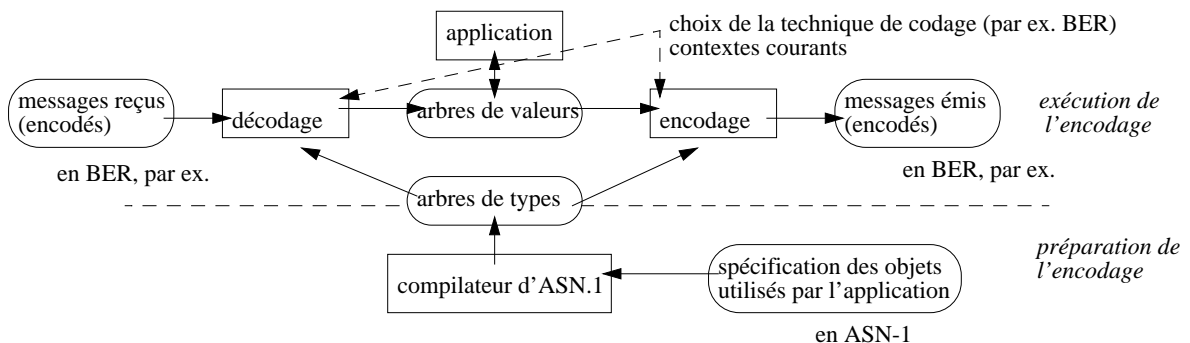 application
choix de la technique de codage (par ex. BER)
contextes courants
messages reçus
(encodés)
décodage
arbres de valeurs
encodage
messages émis
(encodés)
exécution de
l’encodage
en BER, par ex.
en BER, par ex.
arbres de types
préparation de
l’encodage
compilateur d’ASN.1
spécification des objets
utilisés par l’application
en ASN-1